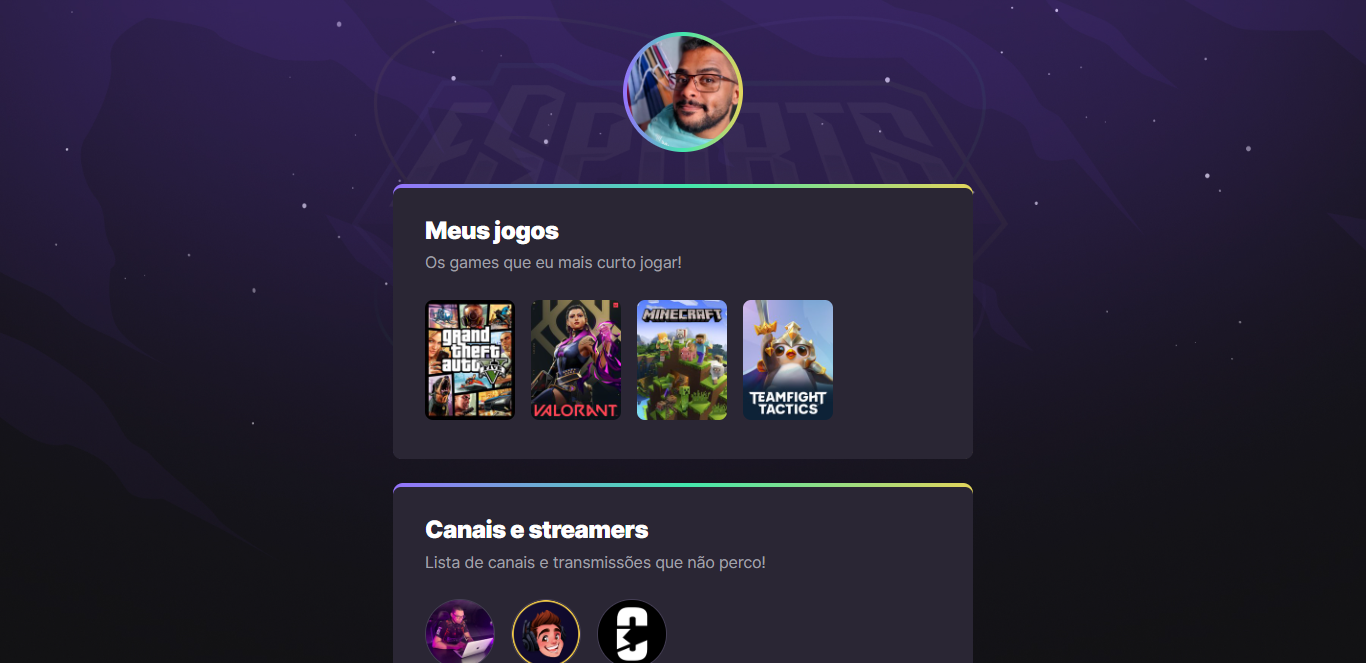 ESPORTS
Meus jogos
Os games que eu mais curto jogar!
grand
theft
auto
V
FIVE
VALORANT
MINECRAFT
TEAMFIGHT
TACTICS
Canais e streamers
Lista de canais e transmissões que não perco!